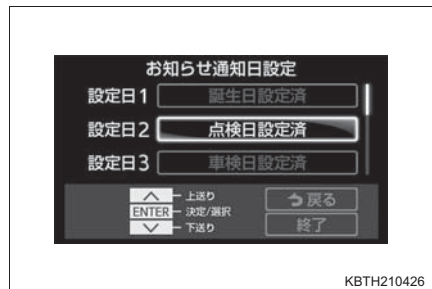 お知らせ通知日設定
設定日1 誕生日設定済
設定日2 点検日設定済
設定日3 車検日設定済
上送り 戻る
ENTER 決定/選択
下送り 終了
KBTH210426